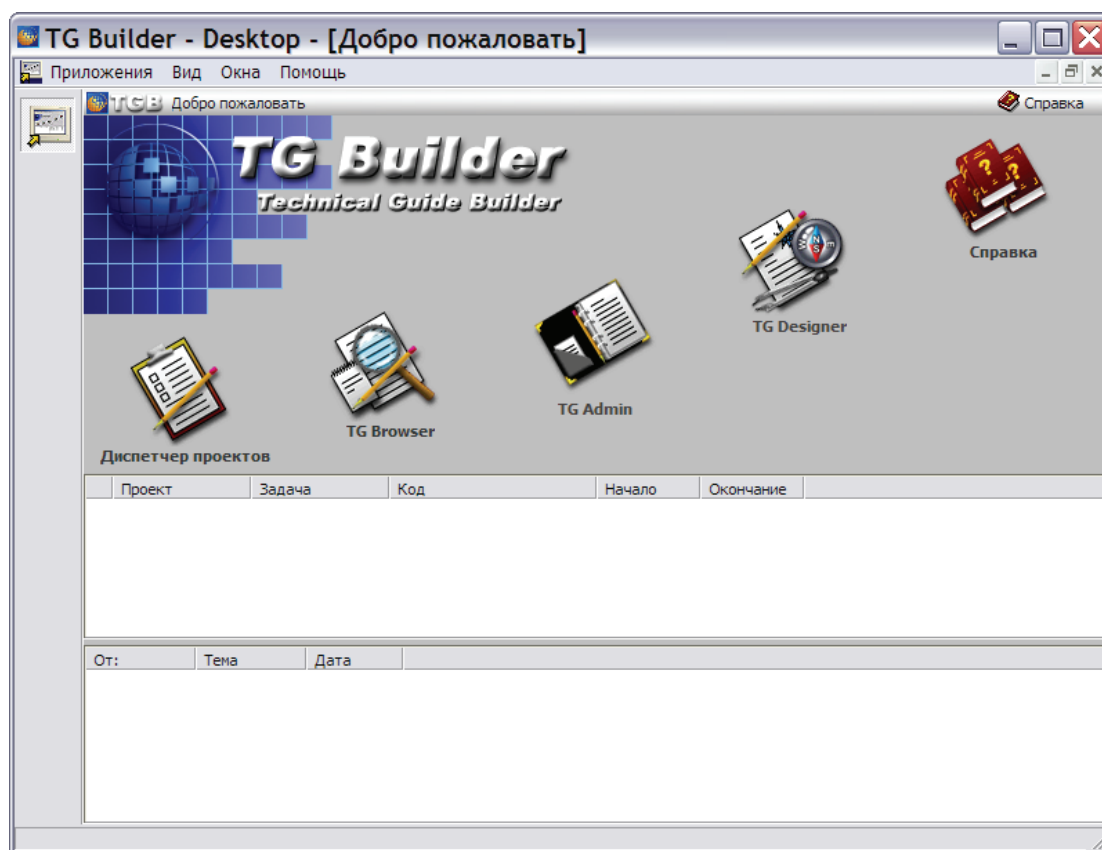 TG Builder - Desktop - [Добро пожаловать]
Приложения Вид Окна Помощь
TGB Добро пожаловать Справка
TG Builder
Technical Guide Builder
Справка
TG Designer
TG Admin
TG Browser
Диспетчер проектов
Проект Задача Код Начало Окончание
От: Тема Дата